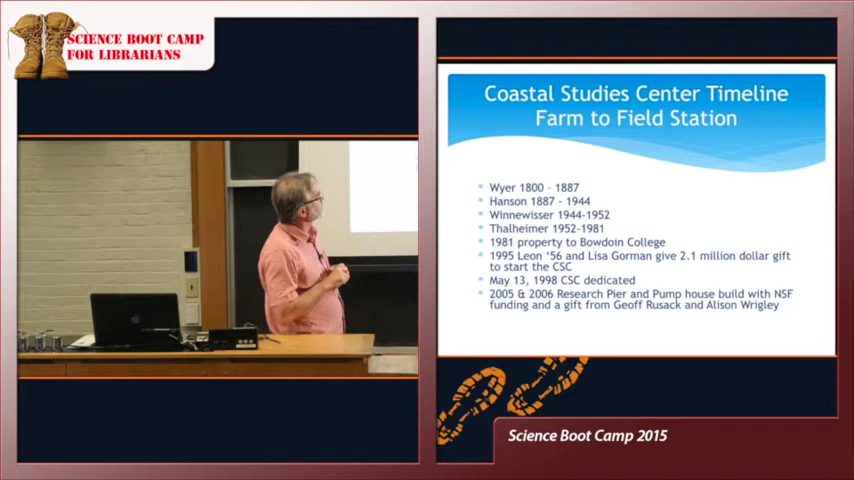 SCIENCE BOOT CAMP
FOR LIBRARIANS
Coastal Studies Center Timeline
Farm to Field Station
Wyer 1800 - 1887
Hanson 1887 - 1944
Winnewisser 1944-1952
Thalheimer 1952-1981
1981 property to Bowdoin College
1995 Leon '56 and Lisa Gorman give 2.1 million dollar gift
to start the CSC
May 13, 1998 CSC dedicated
2005 & 2006 Research Pier and Pump house build with NSF
funding and a gift from Geoff Rusack and Alison Wrigley
Science Boot Camp 2015